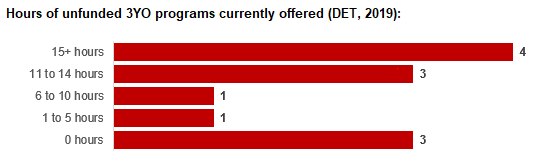 Hours of unfunded 3YO programs currently offered (DET, 2019):
15+ hours 4
11 to 14 hours 3
6 to 10 hours 1
1 to 5 hours 1
0 hours 3